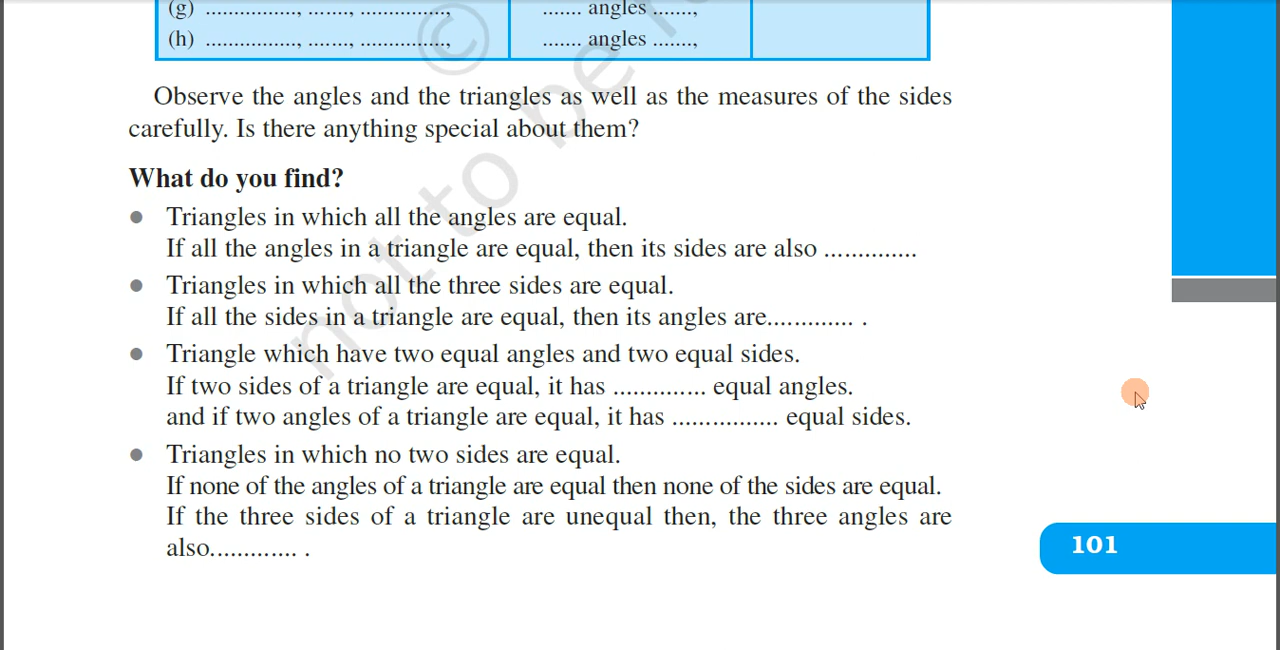 (g) ................, ......., ...............,
....... angles .......,
(h) ................, ......., ...............,
....... angles .......,
©
not to be r
Observe the angles and the triangles as well as the measures of the sides
carefully. Is there anything special about them?
What do you find?
● Triangles in which all the angles are equal.
If all the angles in a triangle are equal, then its sides are also ..............
● Triangles in which all the three sides are equal.
If all the sides in a triangle are equal, then its angles are............. .
● Triangle which have two equal angles and two equal sides.
If two sides of a triangle are equal, it has .............. equal angles.
and if two angles of a triangle are equal, it has ................ equal sides.
● Triangles in which no two sides are equal.
If none of the angles of a triangle are equal then none of the sides are equal.
If the three sides of a triangle are unequal then, the three angles are
also............. .
101